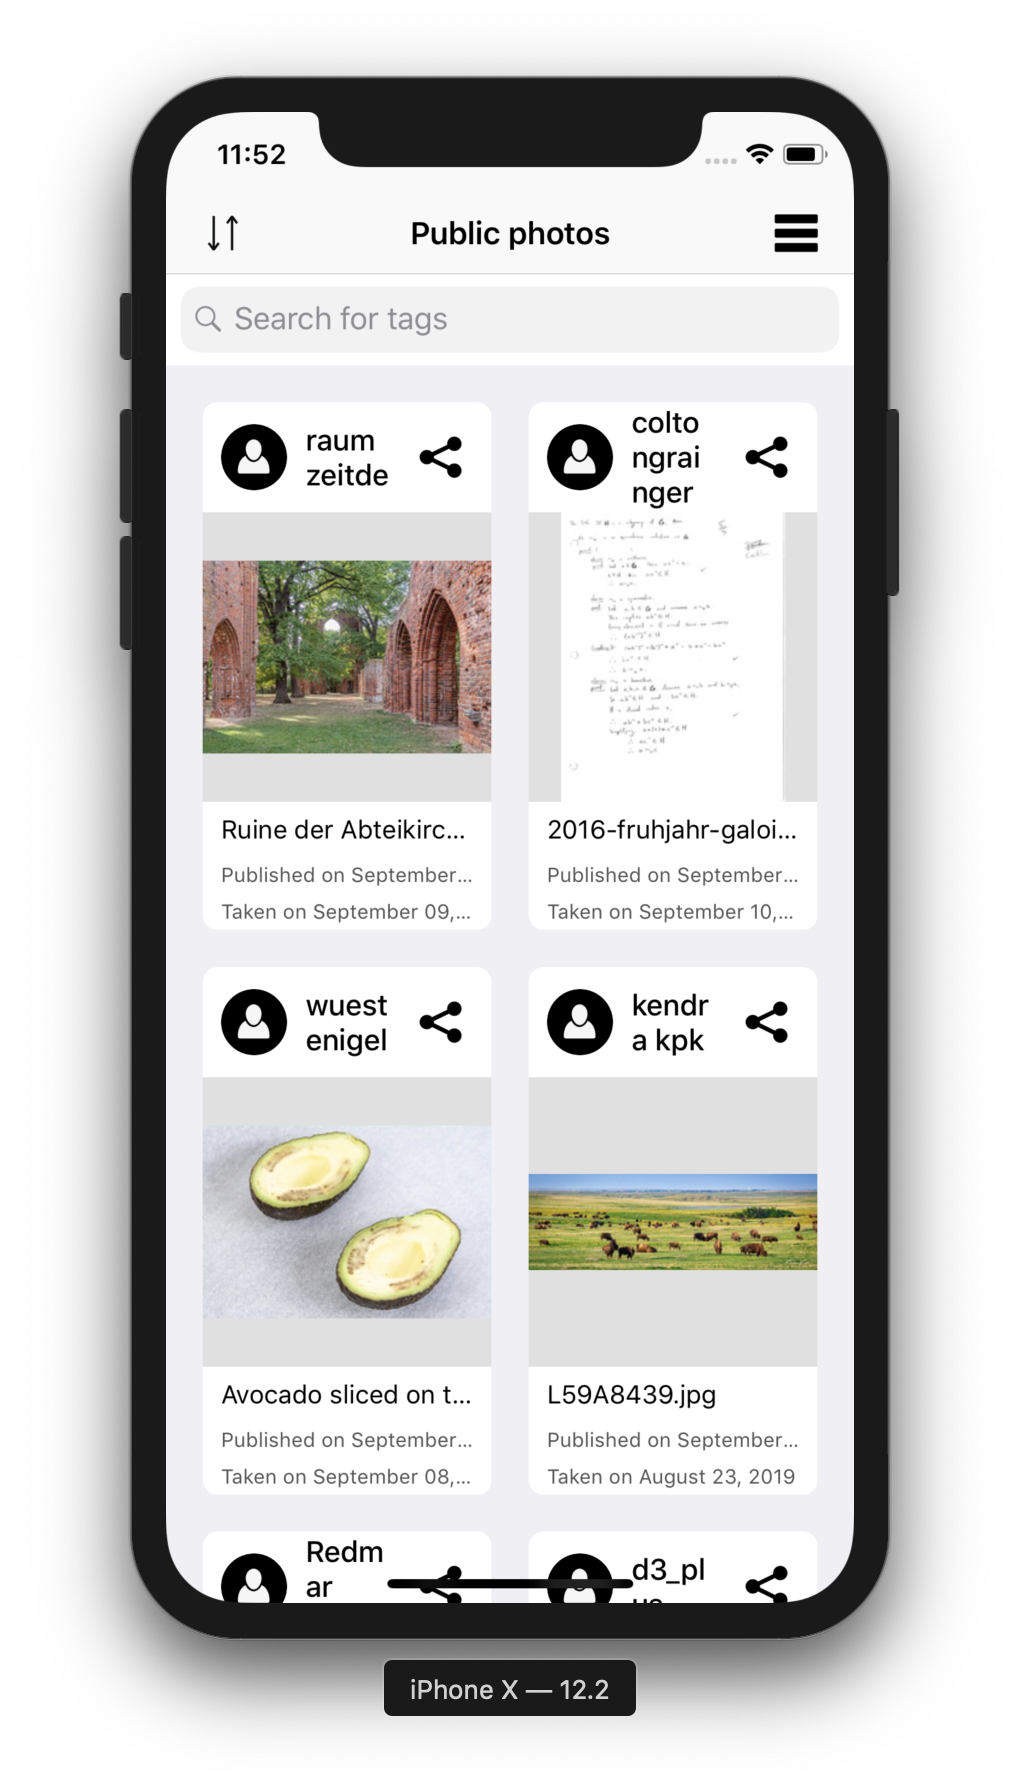 11:52
Public photos
Search for tags
raum
zeitde
colto
ngrai
nger
Ruine der Abteikirc...
Published on September...
Taken on September 09,...
2016-fruhjahr-galoi...
Published on September...
Taken on September 10,...
wuest
enigel
kendr
a kpk
Avocado sliced on t...
Published on September...
Taken on September 08,...
L59A8439.jpg
Published on September...
Taken on August 23, 2019
Redm
ar
d3_pl
iPhone X — 12.2